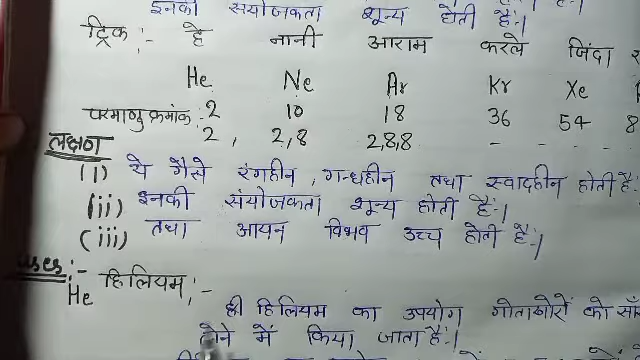 इनकी संयोजकता शून्य होती है:।
ट्रिक:- हे नानी आराम करले जिंदा
He Ne Ar Kr Xe
परमाणु क्रमांक:- 2 10 18 36 54 8
2, 2,8 2,8,8 - - -
लक्षण
(i) ये गैसे रंगहीन, गन्धहीन तथा स्वादहीन होती है:
(ii) इनकी संयोजकता शून्य होती है:।
(iii) तथा आयन विभव उच्च होती है:।
uses:-
He हिलियम:-
ही हिलियम का उपयोग गोताखोरों को साँ
लेने में किया जाता है:।